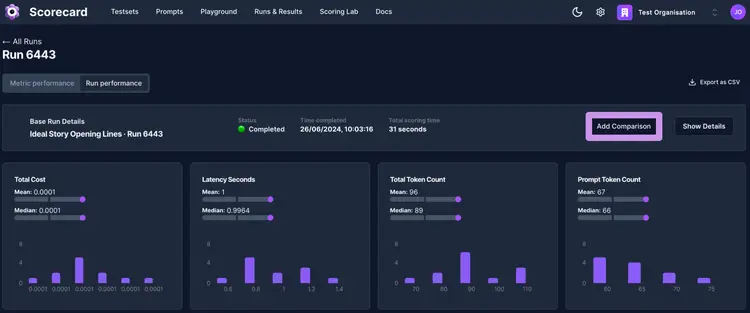 Scorecard Testsets Prompts Playground Runs & Results Scoring Lab Docs Test Organisation JO
← All Runs
Run 6443
Metric performance Run performance Export as CSV
Base Run Details
Ideal Story Opening Lines · Run 6443
Status
Completed
Time completed
26/06/2024, 10:03:16
Total scoring time
31 seconds
Add Comparison
Show Details
Total Cost
Mean: 0.0001
Median: 0.0001
8
4
0
0.0001 0.0001 0.0001 0.0001 0.0001 0.0001
Latency Seconds
Mean: 1
Median: 0.9964
8
4
0
0.6 0.8 1 1.2 1.4
Total Token Count
Mean: 96
Median: 89
8
4
0
70 80 90 100 110
Prompt Token Count
Mean: 67
Median: 66
8
4
0
60 65 70 75